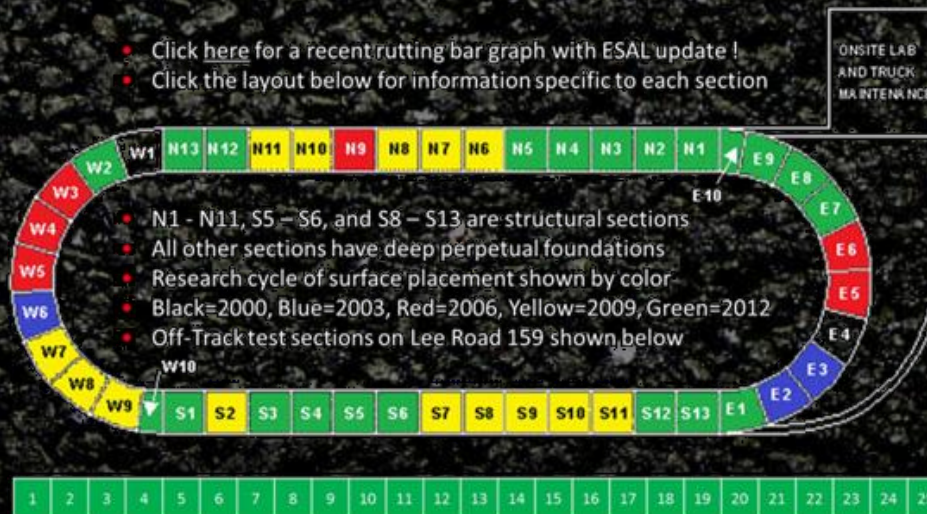 Click here for a recent rutting bar graph with ESAL update !
Click the layout below for information specific to each section
ONSITE LAB
AND TRUCK
MAINTENANCE
W1 N13 N12 N11 N10 N9 N8 N7 N6 N5 N4 N3 N2 N1
W2
E9
W3
E8
E10
W4
E7
N1 - N11, S5 – S6, and S8 – S13 are structural sections
All other sections have deep perpetual foundations
E6
W5
Research cycle of surface placement shown by color
E5
W6
Black=2000, Blue=2003, Red=2006, Yellow=2009, Green=2012
E4
Off-Track test sections on Lee Road 159 shown below
W7
W10
E3
W8
E2
W9 S1 S2 S3 S4 S5 S6 S7 S8 S9 S10 S11 S12 S13 E1
1 2 3 4 5 6 7 8 9 10 11 12 13 14 15 16 17 18 19 20 21 22 23 24